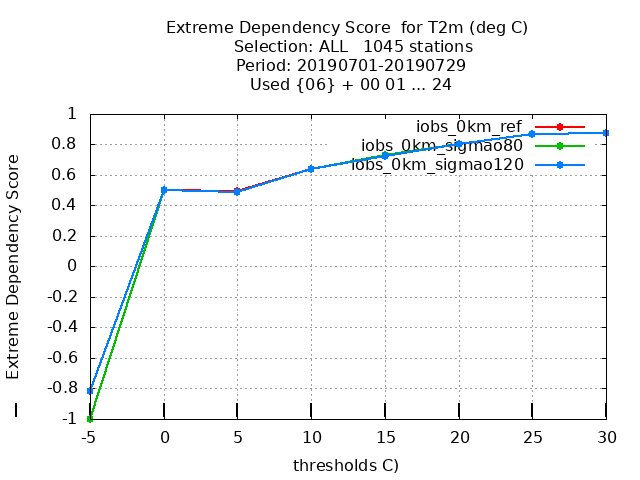 Extreme Dependency Score  for T2m (deg C)
Selection: ALL   1045 stations
Period: 20190701-20190729
Used {06} + 00 01 ... 24
Extreme Dependency Score
1
0.8
0.6
0.4
0.2
0
-0.2
-0.4
-0.6
-0.8
-1
iobs_0km_ref
iobs_0km_sigmao80
iobs_0km_sigmao120
-5
0
5
10
15
20
25
30
thresholds C)